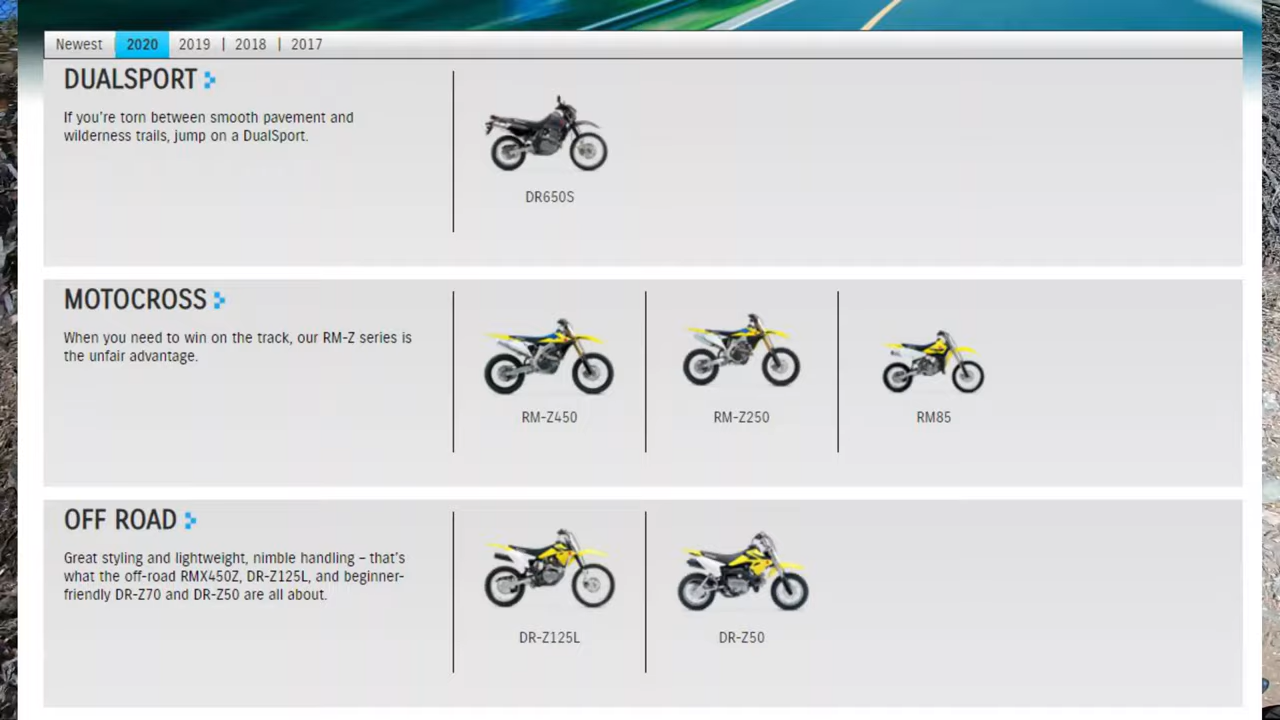 Newest 2020 2019 | 2018 | 2017
DUALSPORT
If you're torn between smooth pavement and
wilderness trails, jump on a DualSport.
DR650S
MOTOCROSS
When you need to win on the track, our RM-Z series is
the unfair advantage.
RM-Z450
RM-Z250
RM85
OFF ROAD
Great styling and lightweight, nimble handling – that's
what the off-road RMX450Z, DR-Z125L, and beginner-
friendly DR-Z70 and DR-Z50 are all about.
DR-Z125L
DR-Z50